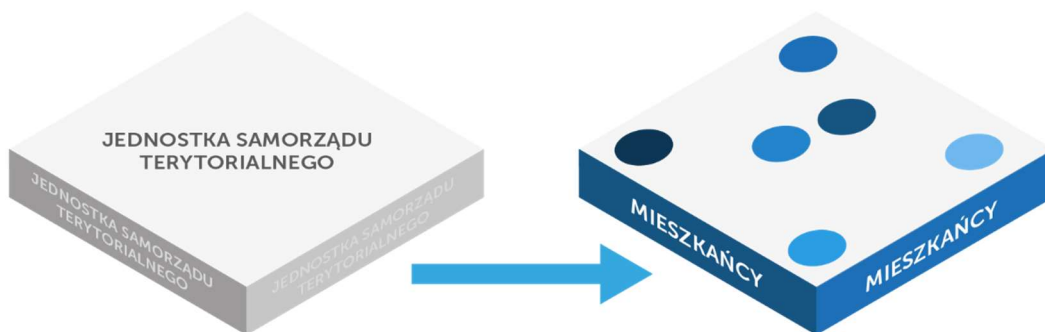 JEDNOSTKA SAMORZĄDU
TERYTORIALNEGO
JEDNOSTKA SAMORZĄDU
TERYTORIALNEGO
JEDNOSTKA SAMORZĄDU
TERYTORIALNEGO
MIESZKAŃCY
MIESZKAŃCY